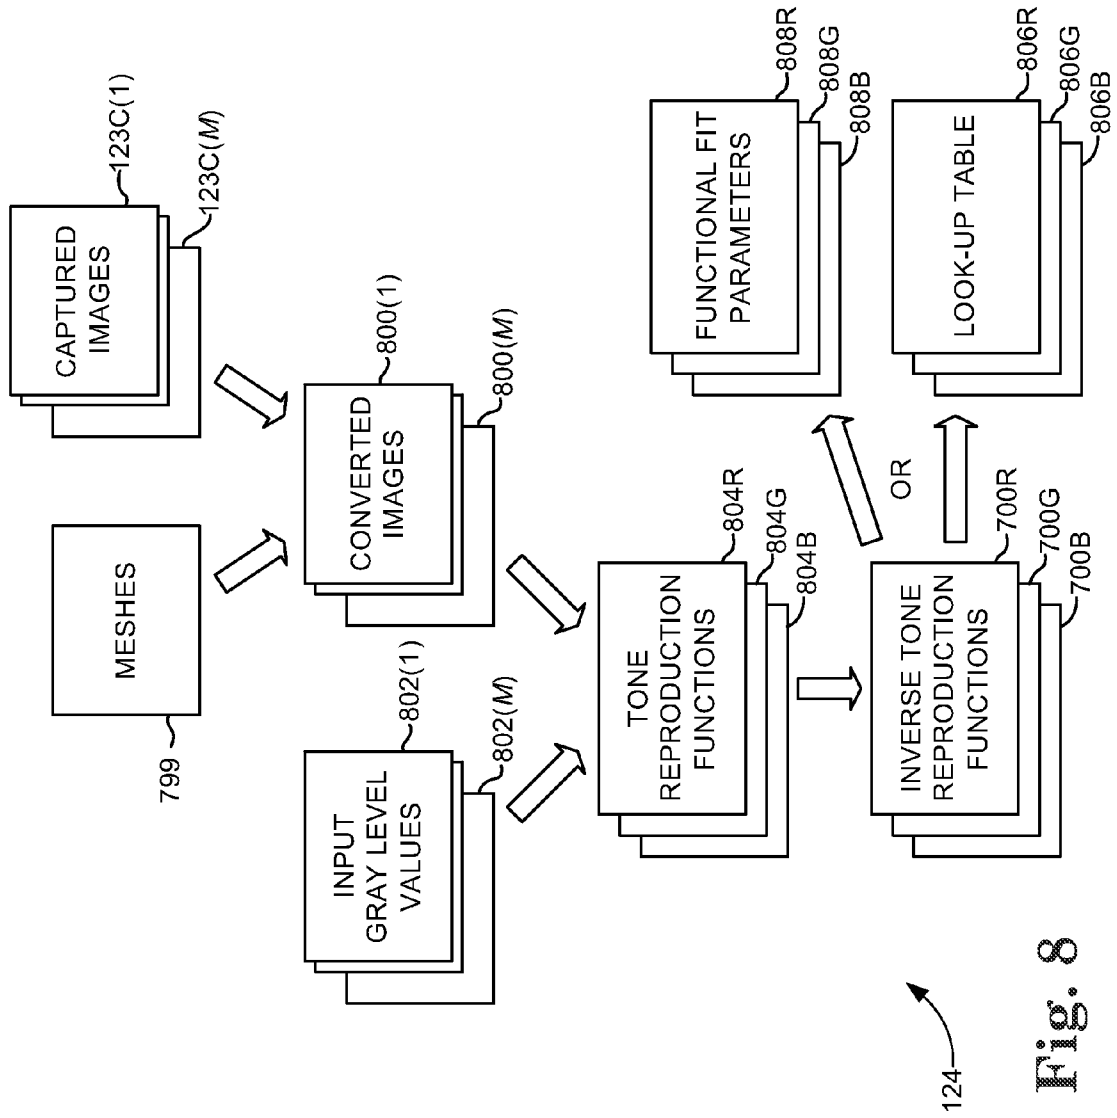 799
MESHES
CAPTURED
IMAGES
123C(1)
123C(M)
INPUT
GRAY LEVEL
VALUES
802(1)
802(M)
CONVERTED
IMAGES
800(1)
800(M)
TONE
REPRODUCTION
FUNCTIONS
804R
804G
804B
INVERSE TONE
REPRODUCTION
FUNCTIONS
700R
700G
700B
OR
FUNCTIONAL FIT
PARAMETERS
808R
808G
808B
LOOK-UP TABLE
806R
806G
806B
124
Fig. 8